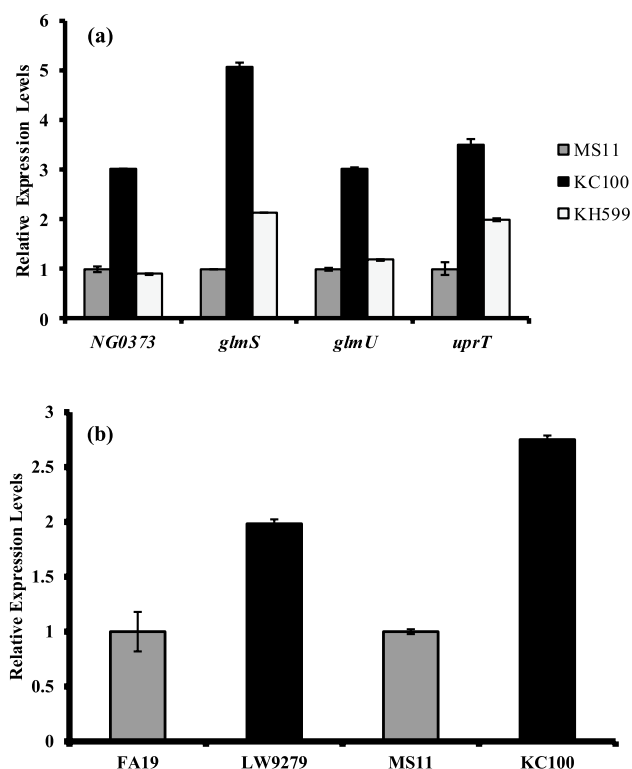 (a)
Relative Expression Levels
6
5
4
3
2
1
0
NG0373 glmS glmU uprT
MS11
KC100
KH599
(b)
Relative Expression Levels
3
2.5
2
1.5
1
0.5
0
FA19 LW9279 MS11 KC100